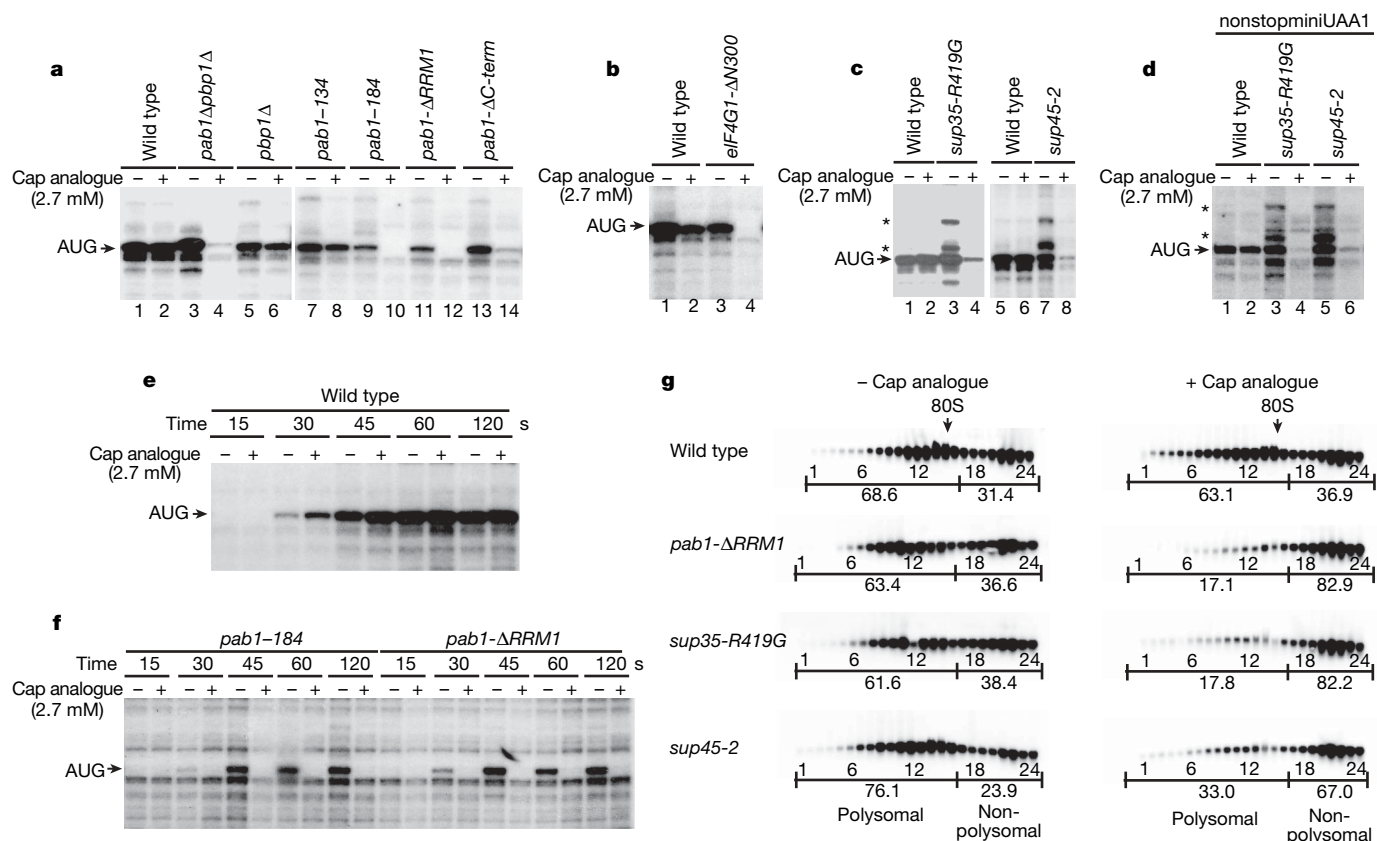 a
Wild type
pab1Δpbp1Δ
pbp1Δ
pab1–134
pab1–184
pab1-ΔRRM1
pab1-ΔC-term
Cap analogue – + – + – + – + – + – + – +
(2.7 mM)
AUG
1 2 3 4 5 6 7 8 9 10 11 12 13 14
b
Wild type
eIF4G1-ΔN300
Cap analogue – + – +
(2.7 mM)
AUG
1 2 3 4
c
Wild type
sup35-R419G
Wild type
sup45-2
Cap analogue – + – + – + – +
(2.7 mM)
*
*
AUG
1 2 3 4 5 6 7 8
nonstopminiUAA1
d
Wild type
sup35-R419G
sup45-2
Cap analogue – + – + – +
(2.7 mM)
*
*
AUG
1 2 3 4 5 6
e
Wild type
Time 15 30 45 60 120 s
Cap analogue – + – + – + – + – +
(2.7 mM)
AUG
f
pab1–184 pab1-ΔRRM1
Time 15 30 45 60 120 15 30 45 60 120 s
Cap analogue – + – + – + – + – + – + – + – + – + – +
(2.7 mM)
AUG
g
– Cap analogue + Cap analogue
80S 80S
Wild type
1 6 12 18 24 1 6 12 18 24
68.6 31.4 63.1 36.9
pab1-ΔRRM1
1 6 12 18 24 1 6 12 18 24
63.4 36.6 17.1 82.9
sup35-R419G
1 6 12 18 24 1 6 12 18 24
61.6 38.4 17.8 82.2
sup45-2
1 6 12 18 24 1 6 12 18 24
76.1 23.9 33.0 67.0
Polysomal Non-polysomal Polysomal Non-polysomal